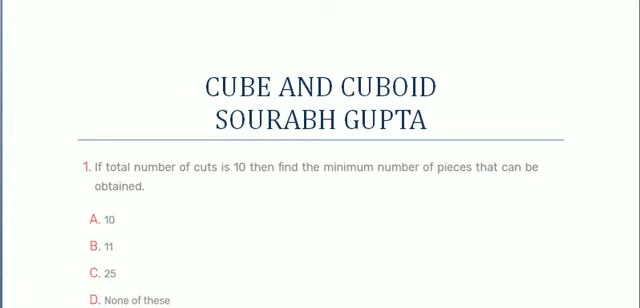 CUBE AND CUBOID
SOURABH GUPTA
1. If total number of cuts is 10 then find the minimum number of pieces that can be
obtained.
A. 10
B. 11
C. 25
D. None of these